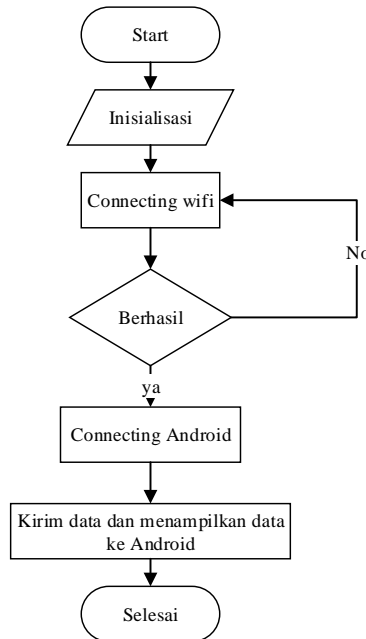 Start
Inisialisasi
Connecting wifi
No
Berhasil
ya
Connecting Android
Kirim data dan menampilkan data
ke Android
Selesai